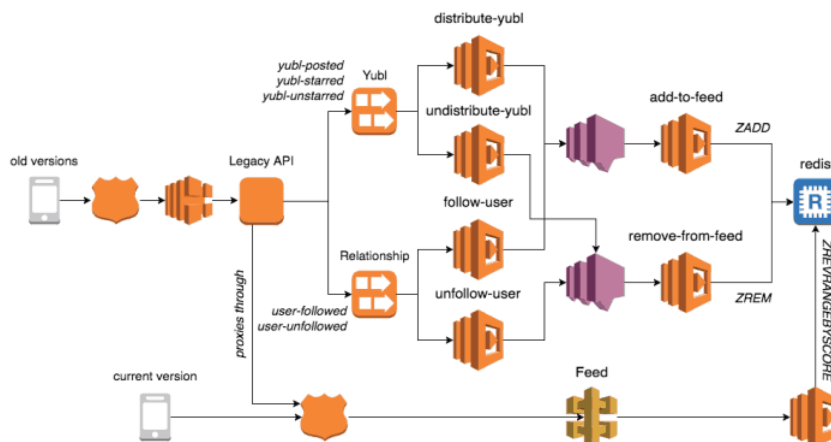 distribute-yubl
yubl-posted
yubl-starred
yubl-unstarred
Yubl
undistribute-yubl
add-to-feed
ZADD
old versions
Legacy API
redis
R
follow-user
Relationship
remove-from-feed
unfollow-user
user-followed
user-unfollowed
ZREM
proxies through
ZREVRANGEBYSCORE
current version
Feed